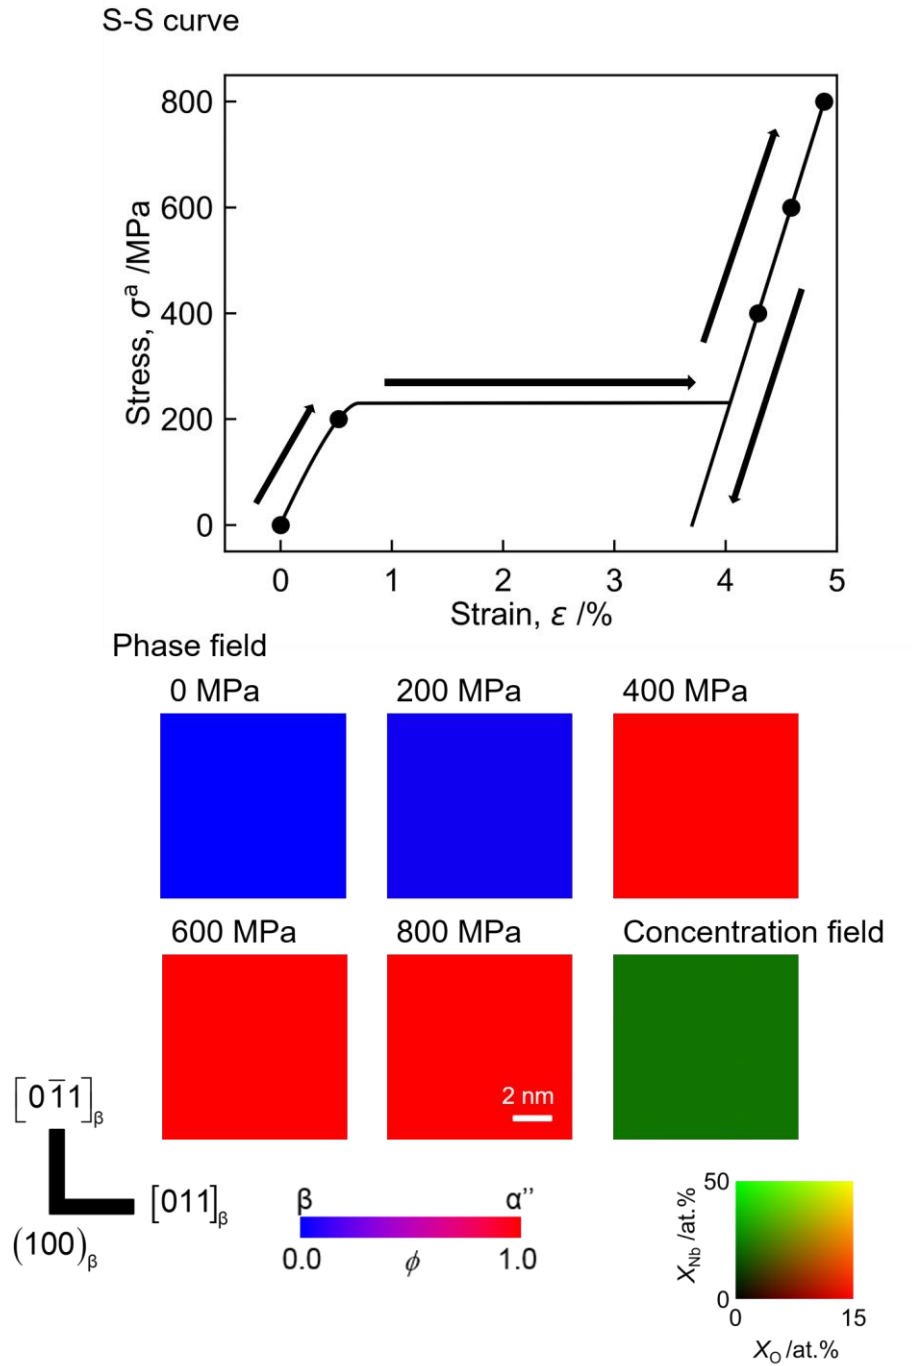 S-S curve
Stress, σᵃ /MPa
800
600
400
200
0
0 1 2 3 4 5
Strain, ε /%
Phase field
0 MPa 200 MPa 400 MPa
600 MPa 800 MPa Concentration field
2 nm
[01̅1]β
[011]β
(100)β
β α’’
0.0 ϕ 1.0
X_Nb /at.%
50
0
0 15
X_O /at.%